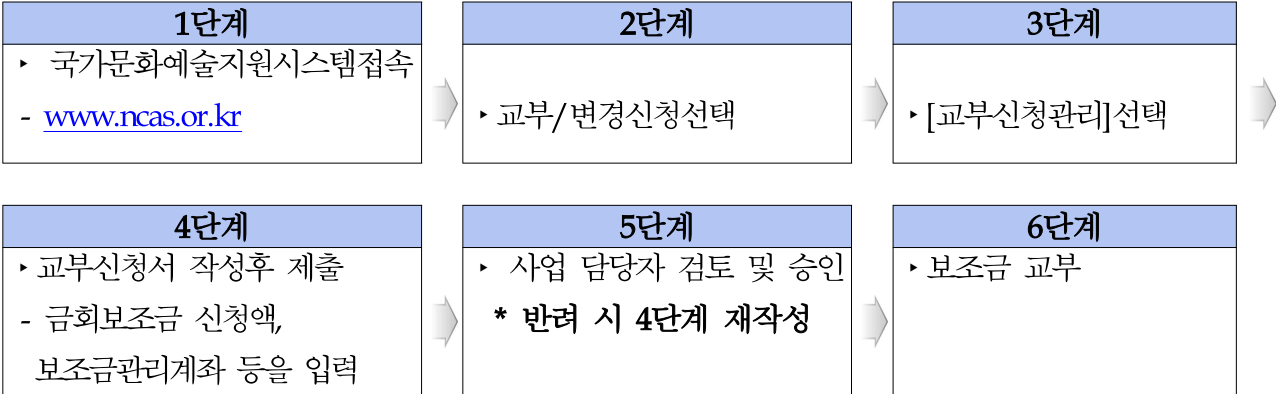 1단계
‣ 국가문화예술지원시스템접속
- www.ncas.or.kr
2단계
‣ 교부/변경신청선택
3단계
‣ [교부신청관리]선택
4단계
‣ 교부신청서 작성후 제출
- 금회보조금 신청액,
보조금관리계좌 등을 입력
5단계
‣ 사업 담당자 검토 및 승인
* 반려 시 4단계 재작성
6단계
‣ 보조금 교부